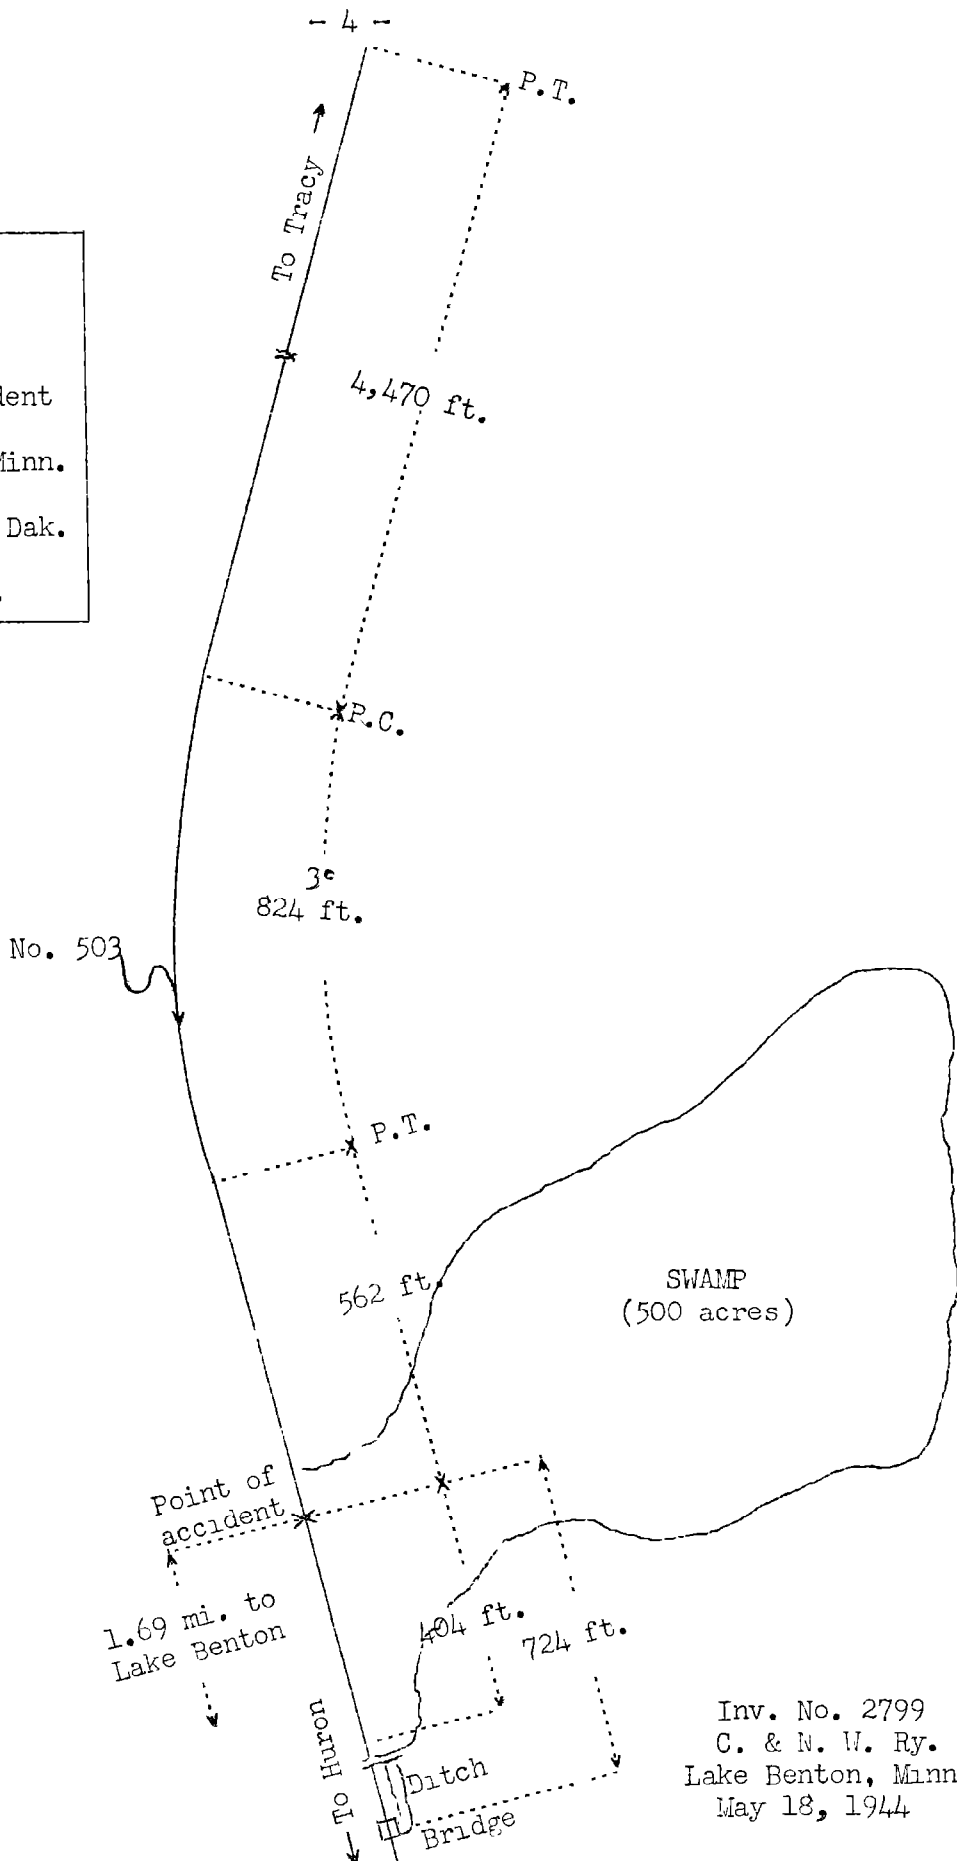 - 4 -
P.T.
To Tracy
4,470 ft.
Minn.
Dak.
P.C.
3°
824 ft.
No. 503
P.T.
562 ft.
SWAMP
(500 acres)
Point of
accident
1.69 mi. to
Lake Benton
404 ft.
724 ft.
To Huron
Ditch
Bridge
Inv. No. 2799
C. & N. W. Ry.
Lake Benton, Minn
May 18, 1944